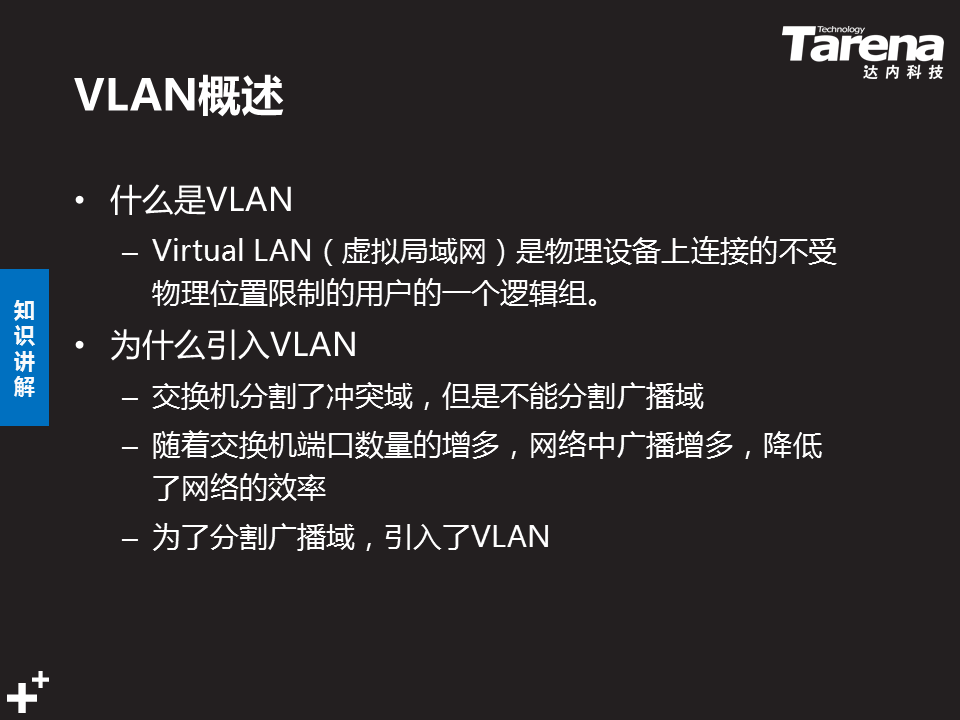 Technology
Tarena
达内科技
VLAN概述
• 什么是VLAN
– Virtual LAN（虚拟局域网）是物理设备上连接的不受
物理位置限制的用户的一个逻辑组。
• 为什么引入VLAN
– 交换机分割了冲突域，但是不能分割广播域
– 随着交换机端口数量的增多，网络中广播增多，降低
了网络的效率
– 为了分割广播域，引入了VLAN
知
识
讲
解